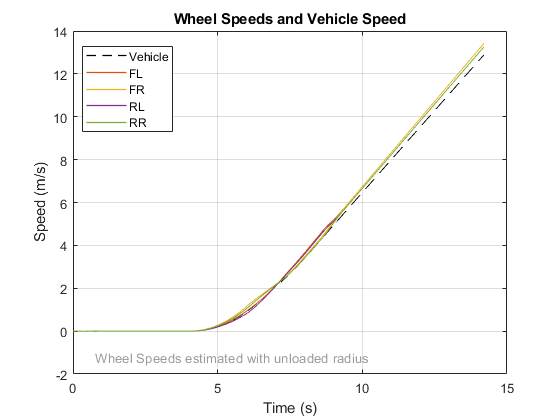 Wheel Speeds and Vehicle Speed
14
12
10
8
6
4
2
0
-2
Speed (m/s)
Vehicle
FL
FR
RL
RR
Wheel Speeds estimated with unloaded radius
0
5
10
15
Time (s)